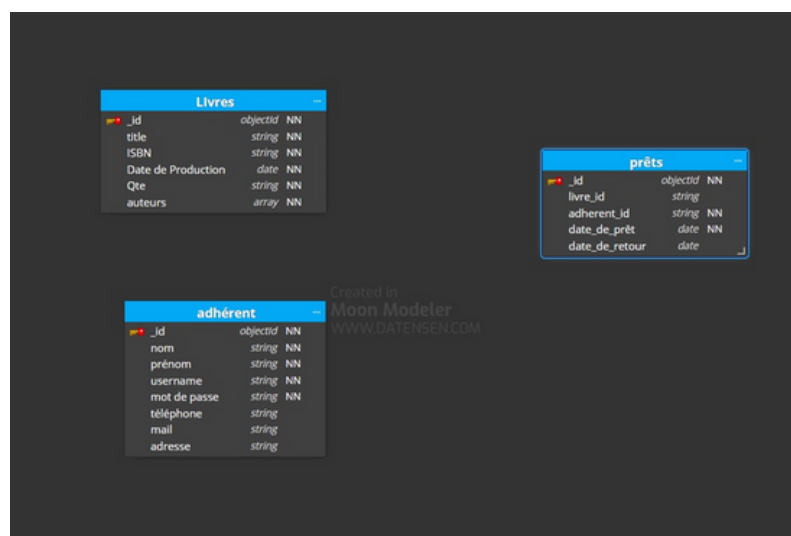 Livres
_id objectId NN
title string NN
ISBN string NN
Date de Production date NN
Qte string NN
auteurs array NN
prêts
_id objectId NN
livre_id string
adherent_id string NN
date_de_prêt date NN
date_de_retour date
Created in
Moon Modeler
WWW.DATENSEN.COM
adhérent
_id objectId NN
nom string NN
prénom string NN
username string NN
mot de passe string NN
téléphone string
mail string
adresse string